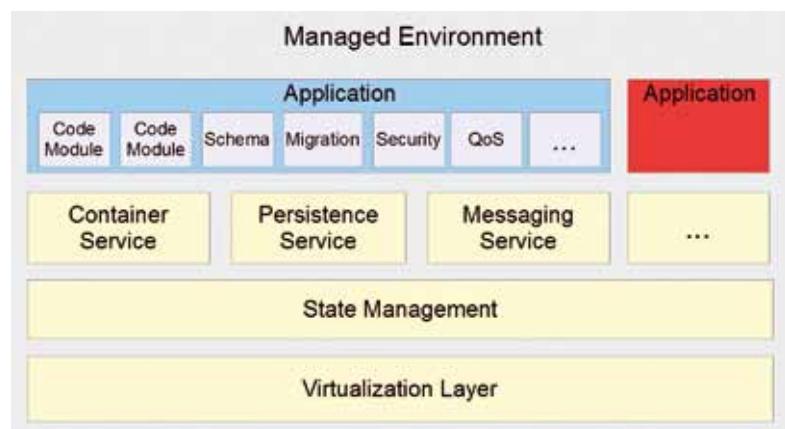 Managed Environment
Application
Application
Code
Module
Code
Module
Schema
Migration
Security
QoS
...
Container
Service
Persistence
Service
Messaging
Service
...
State Management
Virtualization Layer